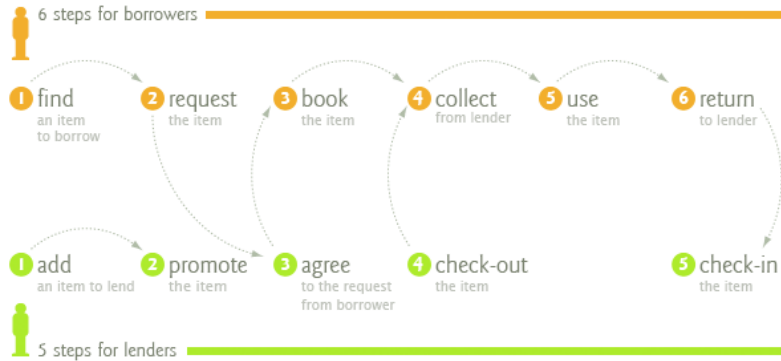 6 steps for borrowers
1 find
an item
to borrow
2 request
the item
3 book
the item
4 collect
from lender
5 use
the item
6 return
to lender
1 add
an item to lend
2 promote
the item
3 agree
to the request
from borrower
4 check-out
the item
5 check-in
the item
5 steps for lenders